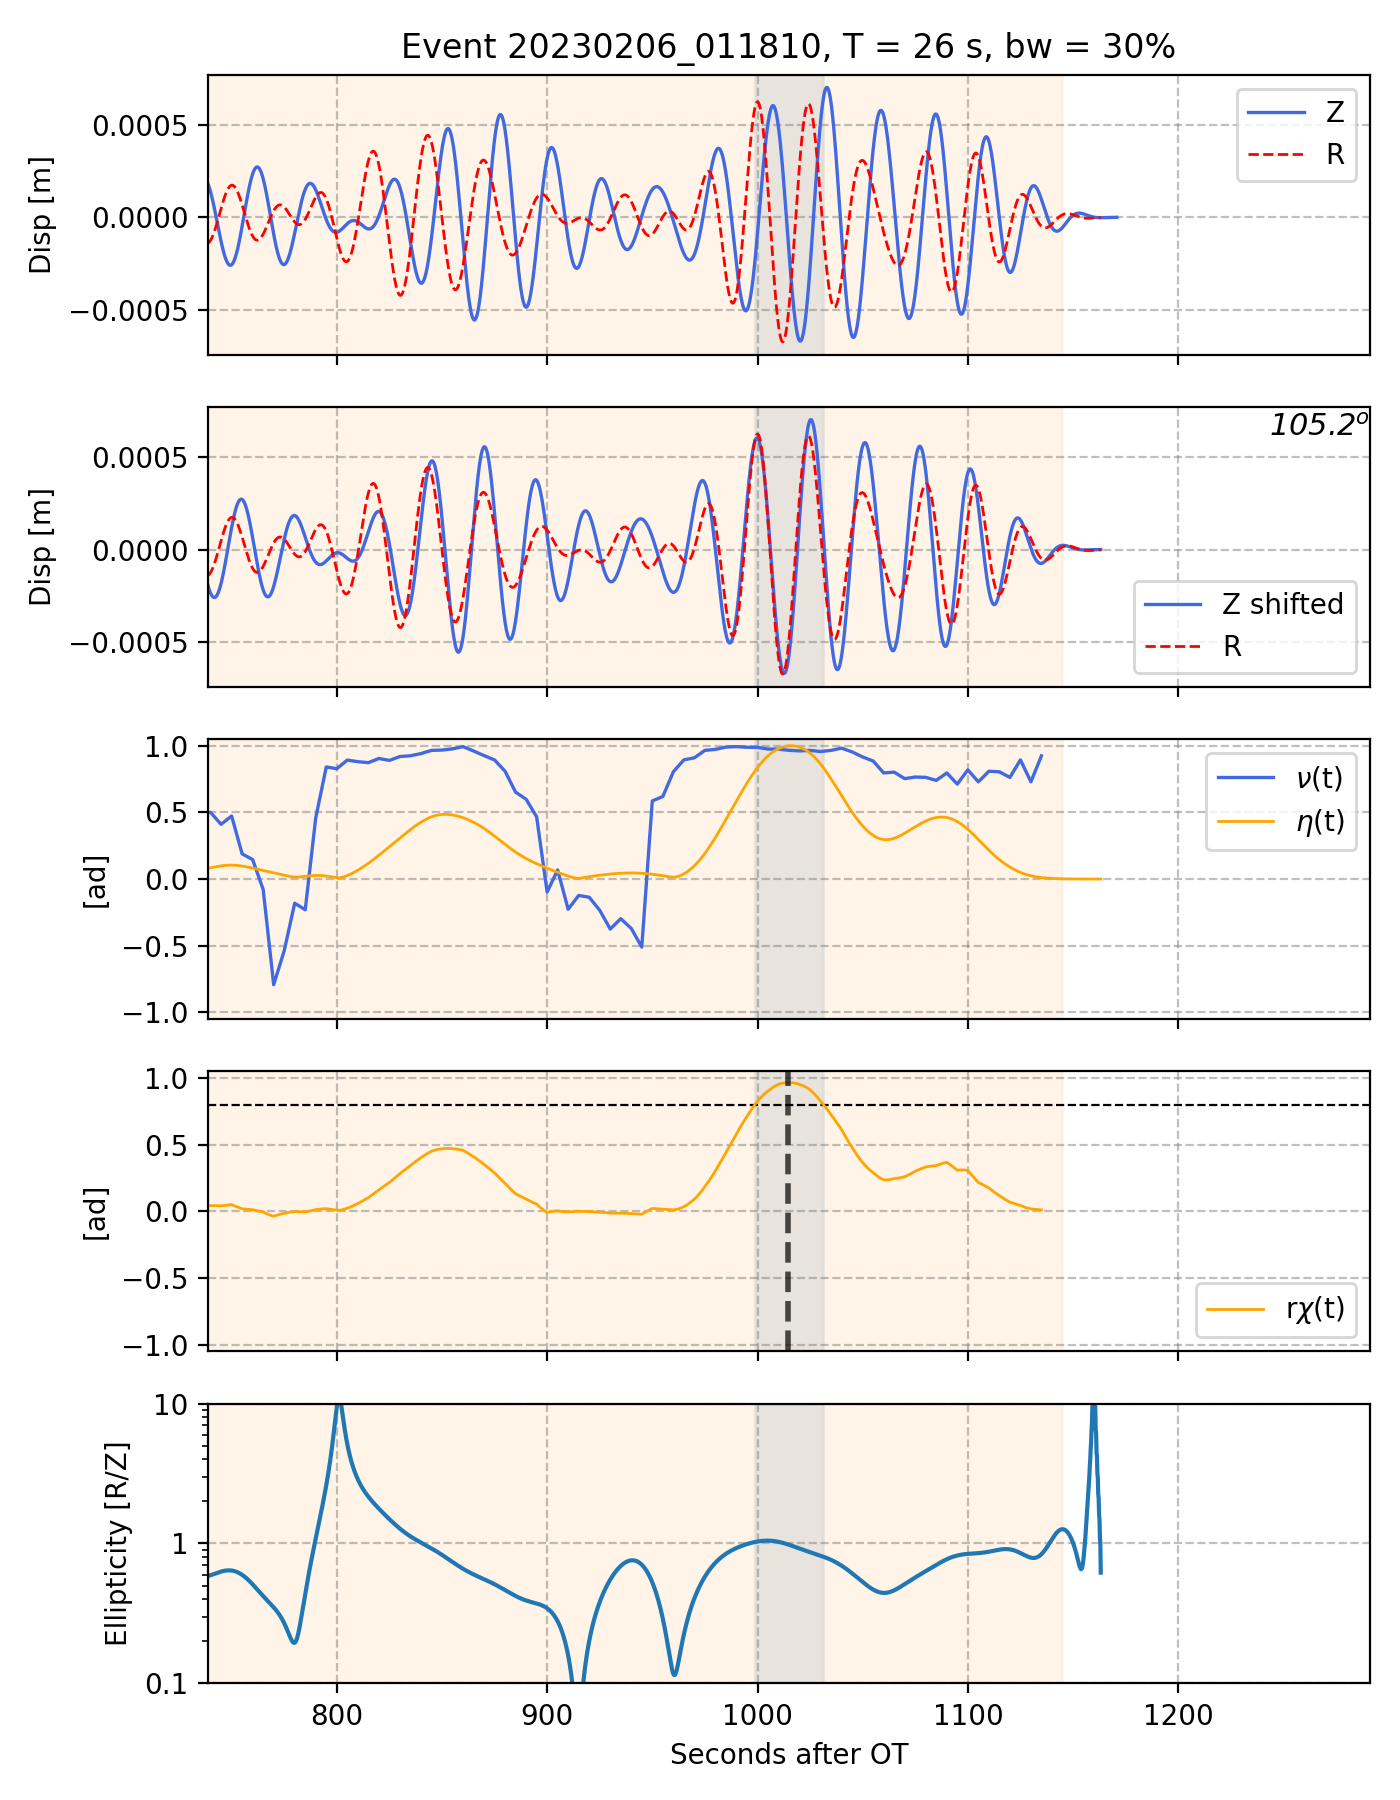 Event 20230206_011810, T = 26 s, bw = 30%
0.0005
0.0000
−0.0005
Disp [m]
Z
R
105.2º
0.0005
0.0000
−0.0005
Disp [m]
Z shifted
R
1.0
0.5
0.0
−0.5
−1.0
[ad]
ν(t)
η(t)
1.0
0.5
0.0
−0.5
−1.0
[ad]
rχ(t)
10
1
0.1
Ellipticity [R/Z]
800
900
1000
1100
1200
Seconds after OT